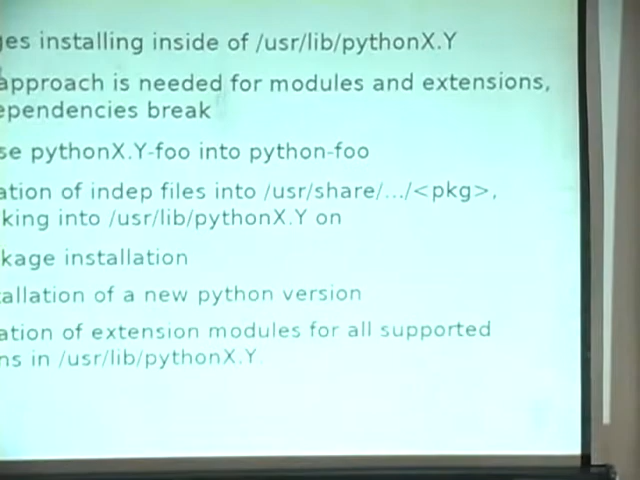 es installing inside of /usr/lib/pythonX.Y
approach is needed for modules and extensions,
ependencies break
se pythonX.Y-foo into python-foo
ation of indep files into /usr/share/.../<pkg>,
king into /usr/lib/pythonX.Y on
kage installation
allation of a new python version
ation of extension modules for all supported
ns in /usr/lib/pythonX.Y.